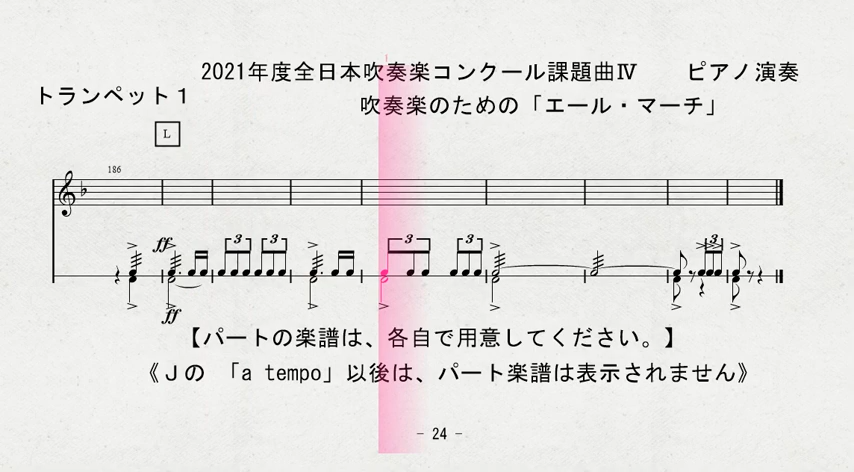 2021年度全日本吹奏楽コンクール課題曲Ⅳ　　ピアノ演奏
トランペット１
吹奏楽のための「エール・マーチ」
L
186
ff
3 3 3 3 3
ff
【パートの楽譜は、各自で用意してください。】
《Ｊの 「a tempo」以後は、パート楽譜は表示されません》
- 24 -